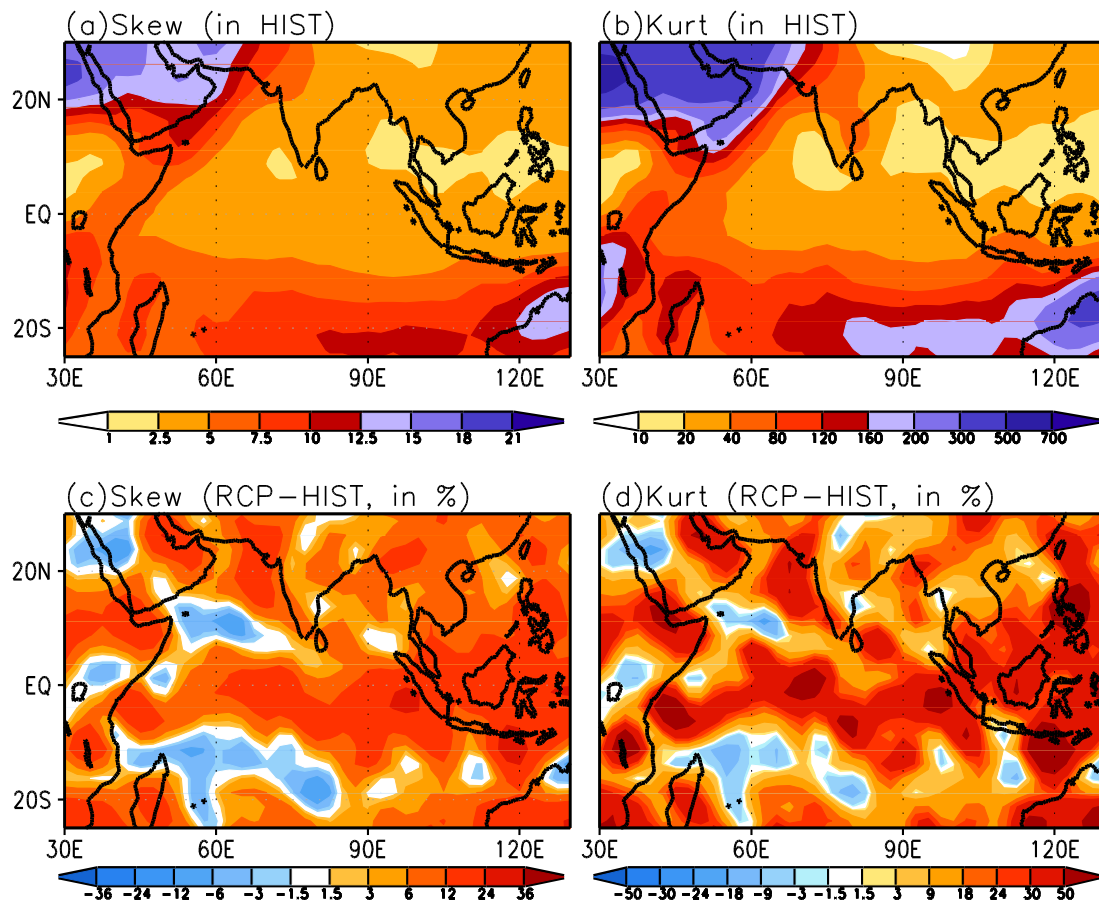 (a)Skew (in HIST) (b)Kurt (in HIST)
20N
EQ
20S
30E 60E 90E 120E 30E 60E 90E 120E
1 2.5 5 7.5 10 12.5 15 18 21 10 20 40 80 120 160 200 300 500 700
(c)Skew (RCP-HIST, in %) (d)Kurt (RCP-HIST, in %)
20N
EQ
20S
30E 60E 90E 120E 30E 60E 90E 120E
-36 -24 -12 -6 -3 -1.5 1.5 3 6 12 24 36 -50 -30 -24 -18 -9 -3 -1.5 1.5 3 9 18 24 30 50